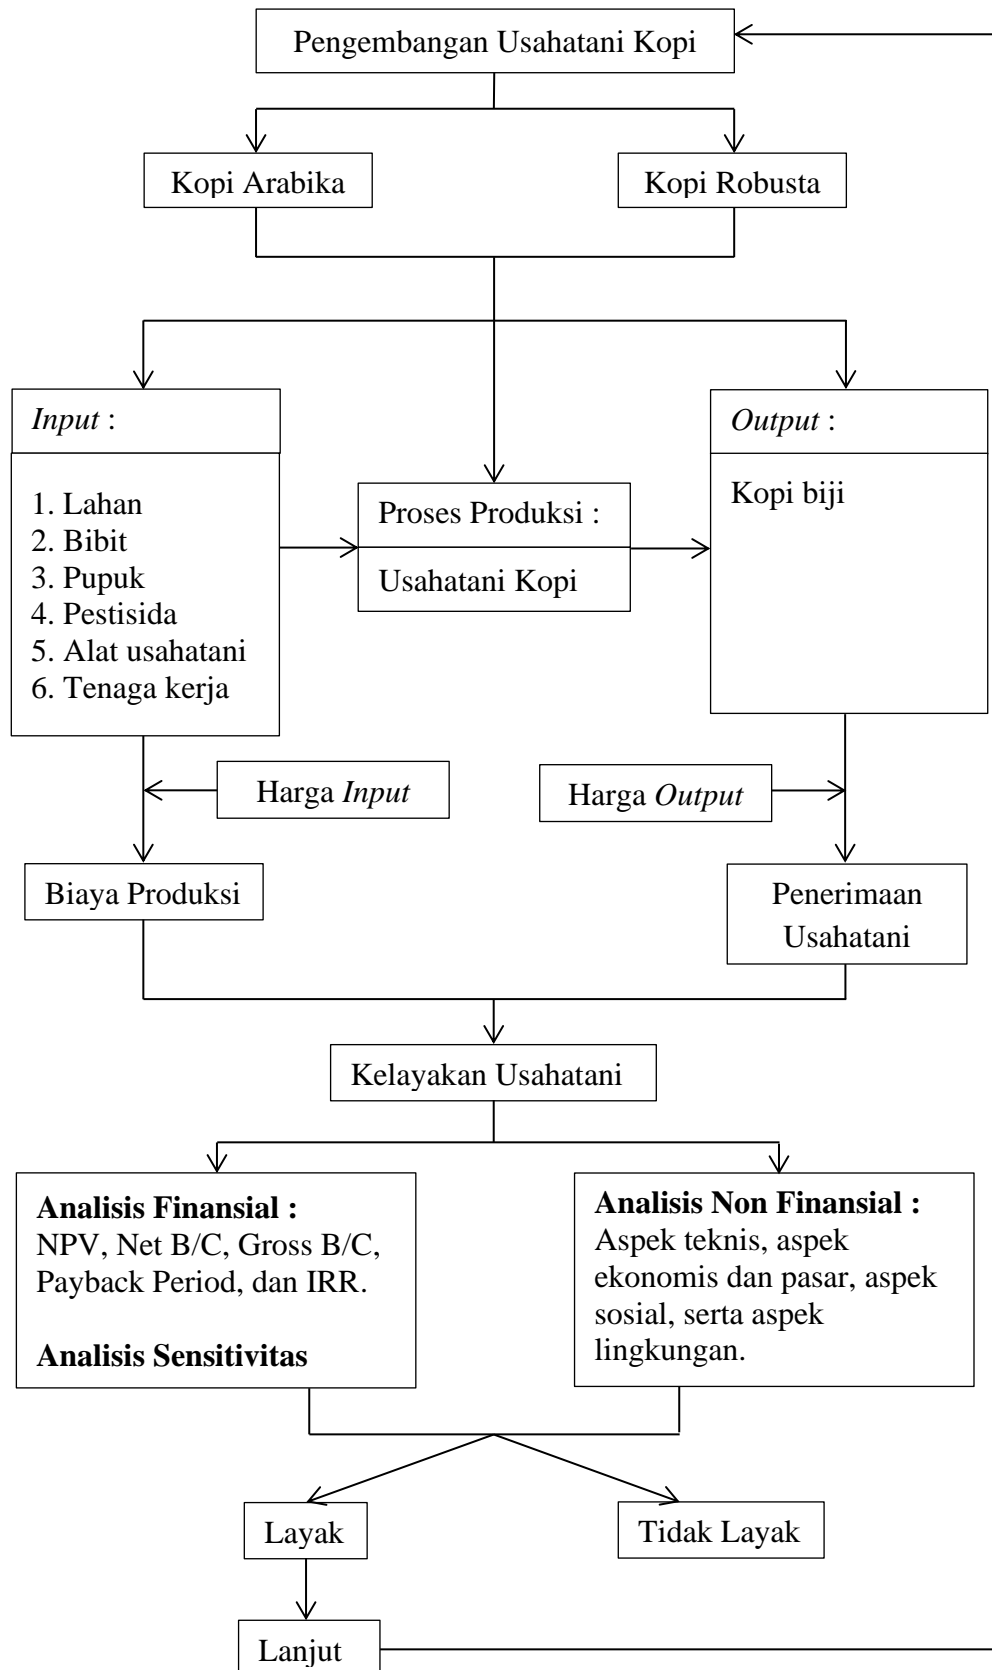 Pengembangan Usahatani Kopi
Kopi Arabika
Kopi Robusta
Input :
1. Lahan
2. Bibit
3. Pupuk
4. Pestisida
5. Alat usahatani
6. Tenaga kerja
Proses Produksi :
Usahatani Kopi
Output :
Kopi biji
Harga Input
Harga Output
Biaya Produksi
Penerimaan
Usahatani
Kelayakan Usahatani
Analisis Finansial :
NPV, Net B/C, Gross B/C,
Payback Period, dan IRR.
Analisis Sensitivitas
Analisis Non Finansial :
Aspek teknis, aspek
ekonomis dan pasar, aspek
sosial, serta aspek
lingkungan.
Layak
Tidak Layak
Lanjut